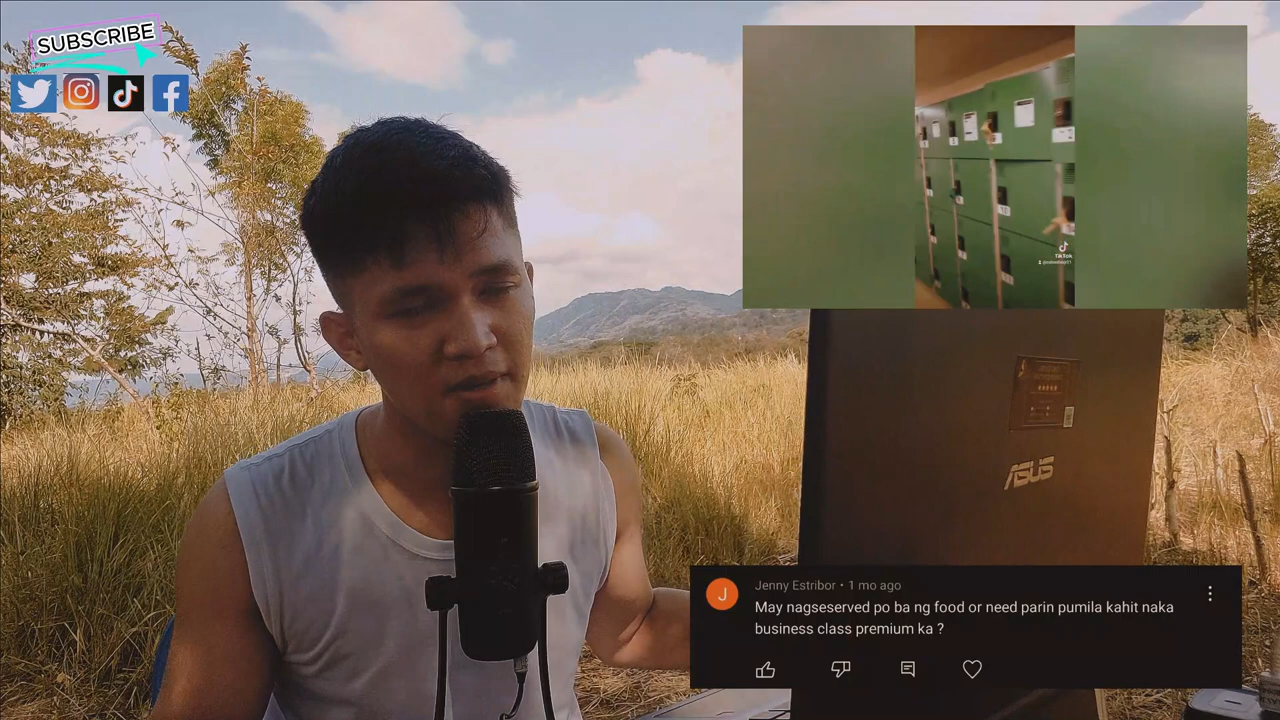 SUBSCRIBE
TikTok
ASUS
Jenny Estribor • 1 mo ago
May nagseserved po ba ng food or need parin pumila kahit naka
business class premium ka ?